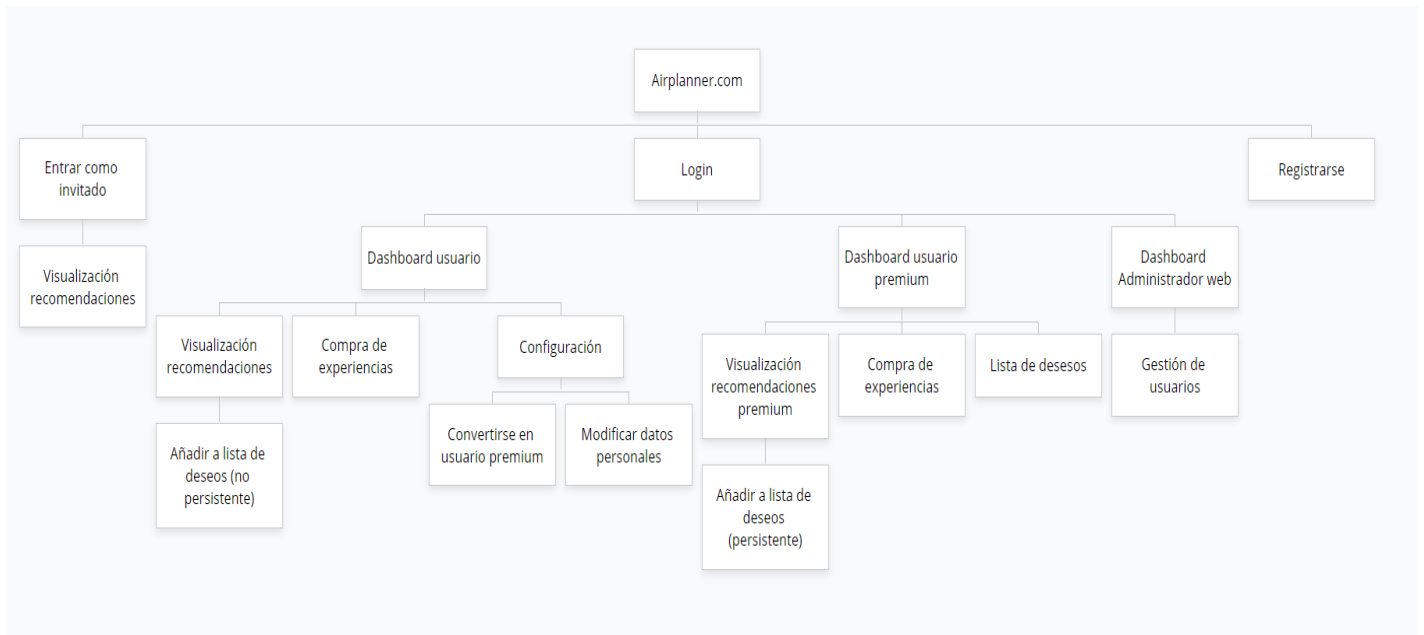 Airplanner.com
Entrar como
invitado
Login
Registrarse
Visualización
recomendaciones
Dashboard usuario
Dashboard usuario
premium
Dashboard
Administrador web
Visualización
recomendaciones
Compra de
experiencias
Configuración
Visualización
recomendaciones
premium
Compra de
experiencias
Lista de desesos
Gestión de
usuarios
Añadir a lista de
deseos (no
persistente)
Convertirse en
usuario premium
Modificar datos
personales
Añadir a lista de
deseos
(persistente)